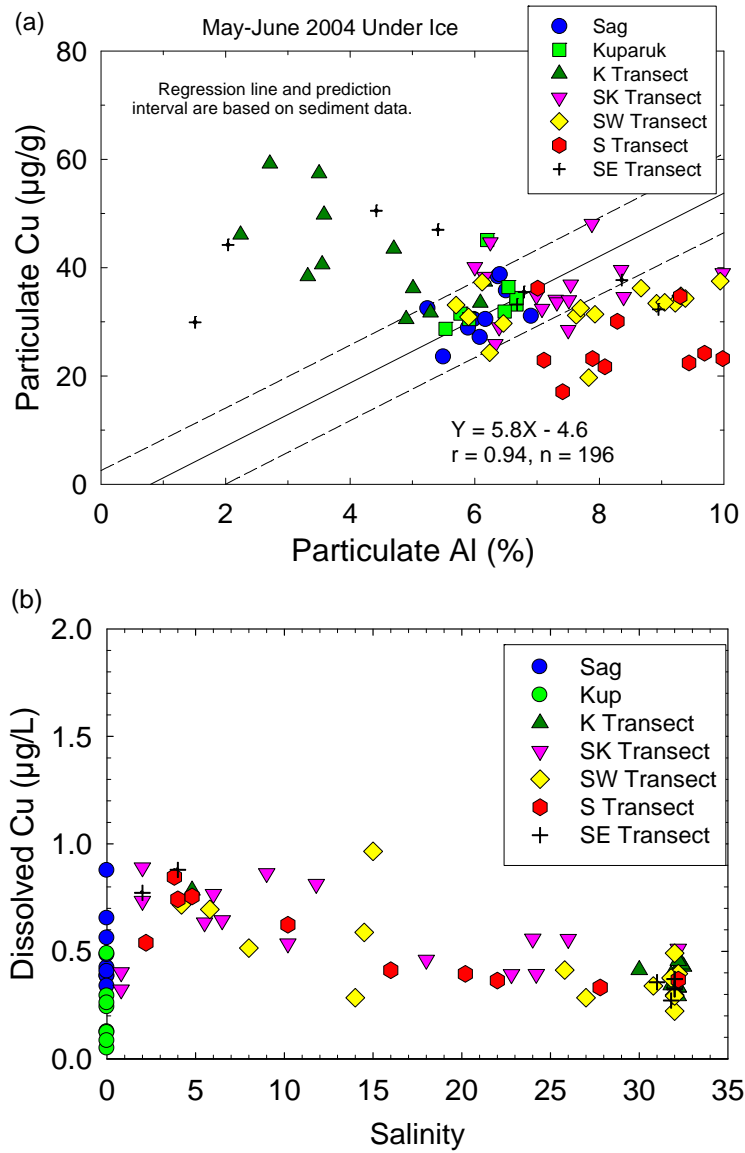 (a)
May-June 2004 Under Ice
Sag
Kuparuk
K Transect
SK Transect
SW Transect
S Transect
SE Transect
Regression line and prediction
interval are based on sediment data.
80
60
40
20
0
Particulate Cu (µg/g)
Y = 5.8X - 4.6
r = 0.94, n = 196
0 2 4 6 8 10
Particulate Al (%)
(b)
2.0
1.5
1.0
0.5
0.0
Dissolved Cu (µg/L)
Sag
Kup
K Transect
SK Transect
SW Transect
S Transect
SE Transect
0 5 10 15 20 25 30 35
Salinity